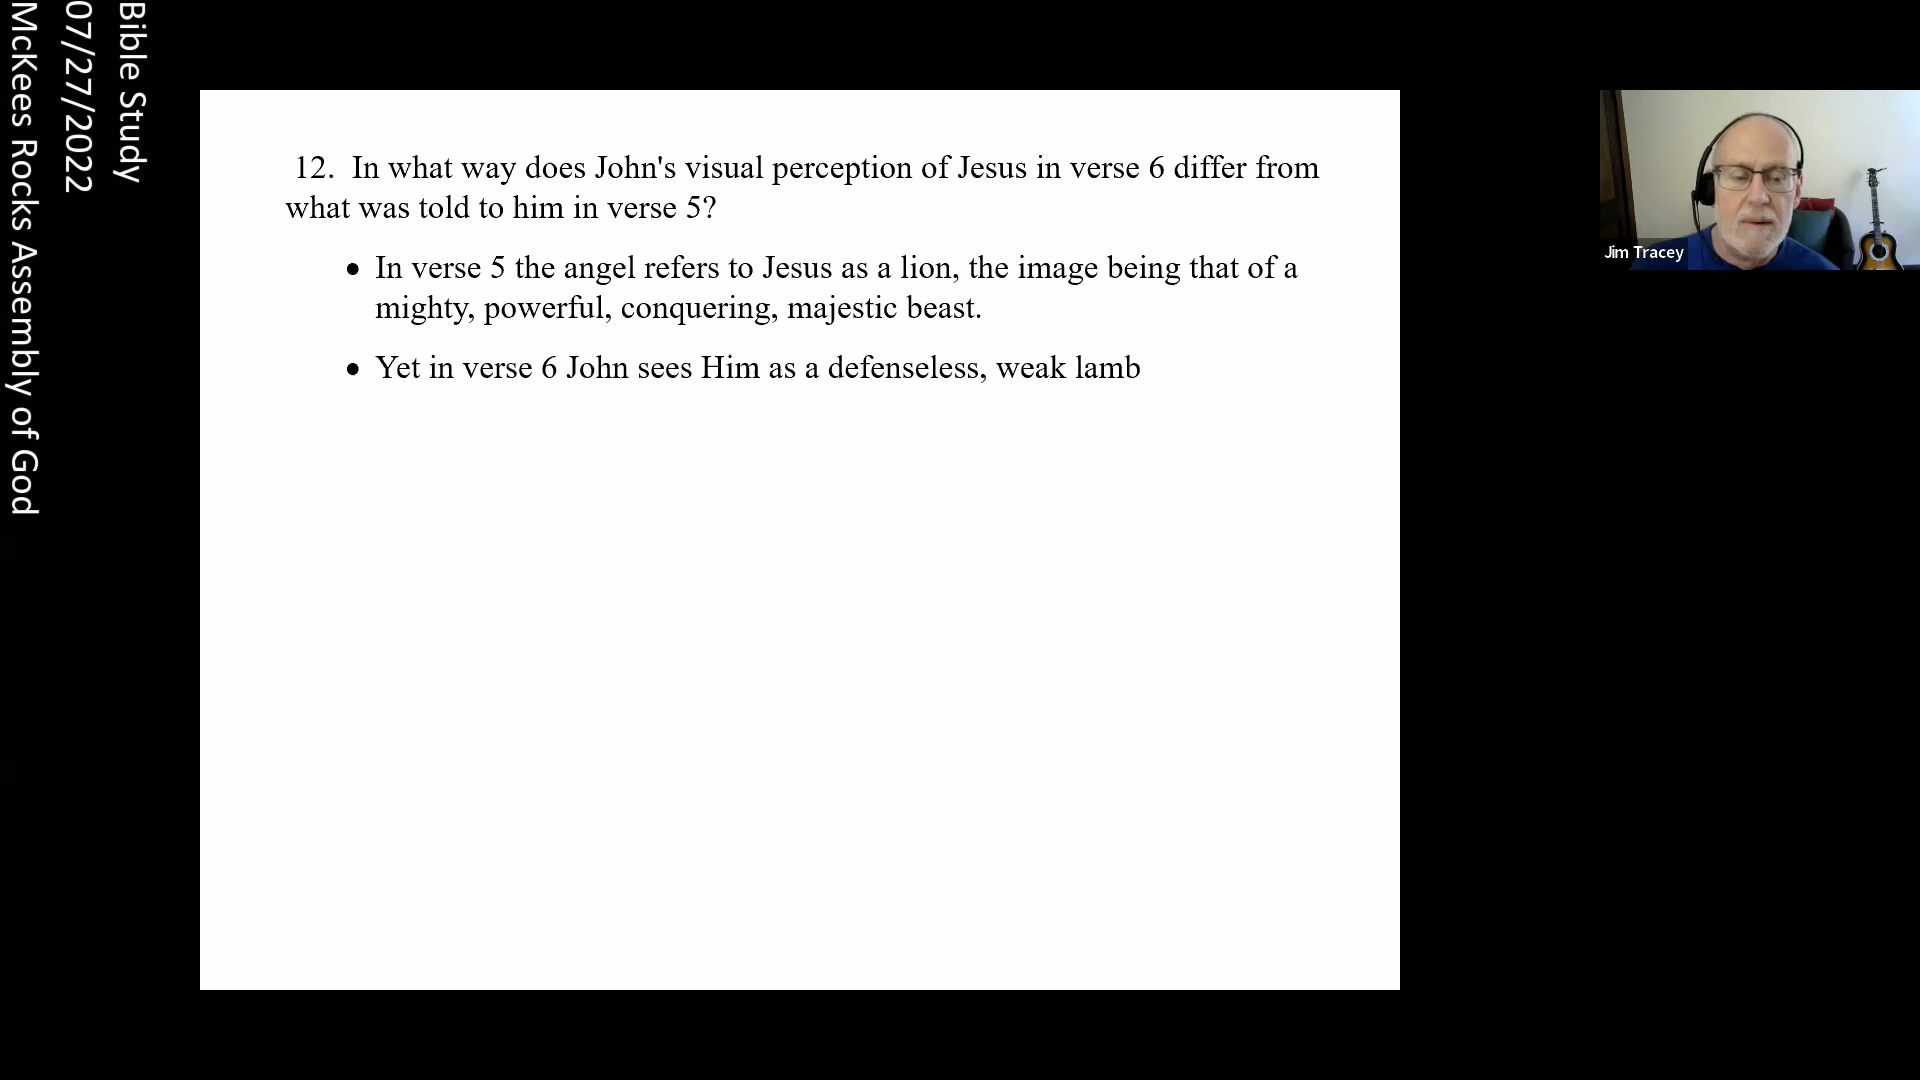 Bible Study
07/27/2022
McKees Rocks Assembly of God
12. In what way does John's visual perception of Jesus in verse 6 differ from
what was told to him in verse 5?
• In verse 5 the angel refers to Jesus as a lion, the image being that of a
mighty, powerful, conquering, majestic beast.
• Yet in verse 6 John sees Him as a defenseless, weak lamb
Jim Tracey